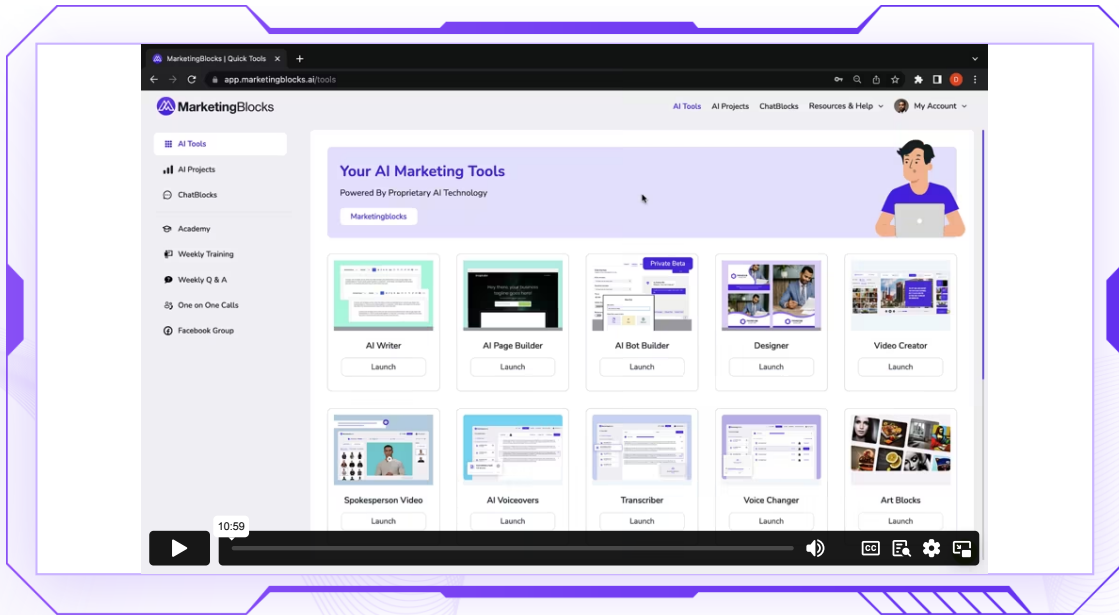 MarketingBlocks | Quick Tools
app.marketingblocks.ai/tools
D
MarketingBlocks
AI Tools
AI Projects
ChatBlocks
Resources & Help
My Account
AI Tools
AI Projects
ChatBlocks
Academy
Weekly Training
Weekly Q & A
One on One Calls
Facebook Group
Your AI Marketing Tools
Powered By Proprietary AI Technology
Marketingblocks
Private Beta
AI Writer
AI Page Builder
AI Bot Builder
Designer
Video Creator
Launch
Launch
Launch
Launch
Launch
Spokesperson Video
AI Voiceovers
Transcriber
Voice Changer
Art Blocks
Launch
Launch
Launch
Launch
Launch
10:59
CC